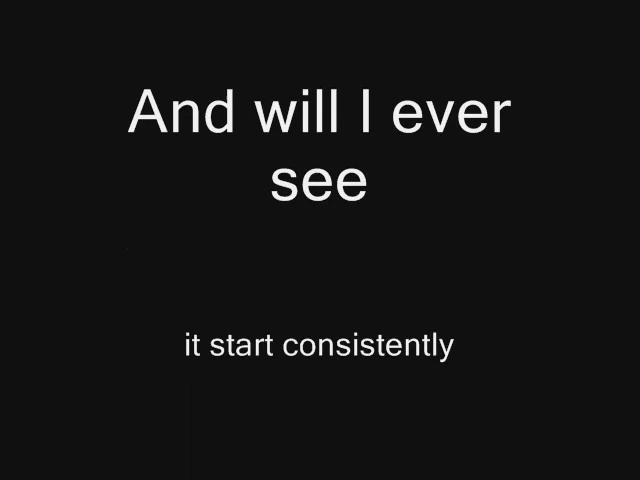 And will I ever
see
it start consistently